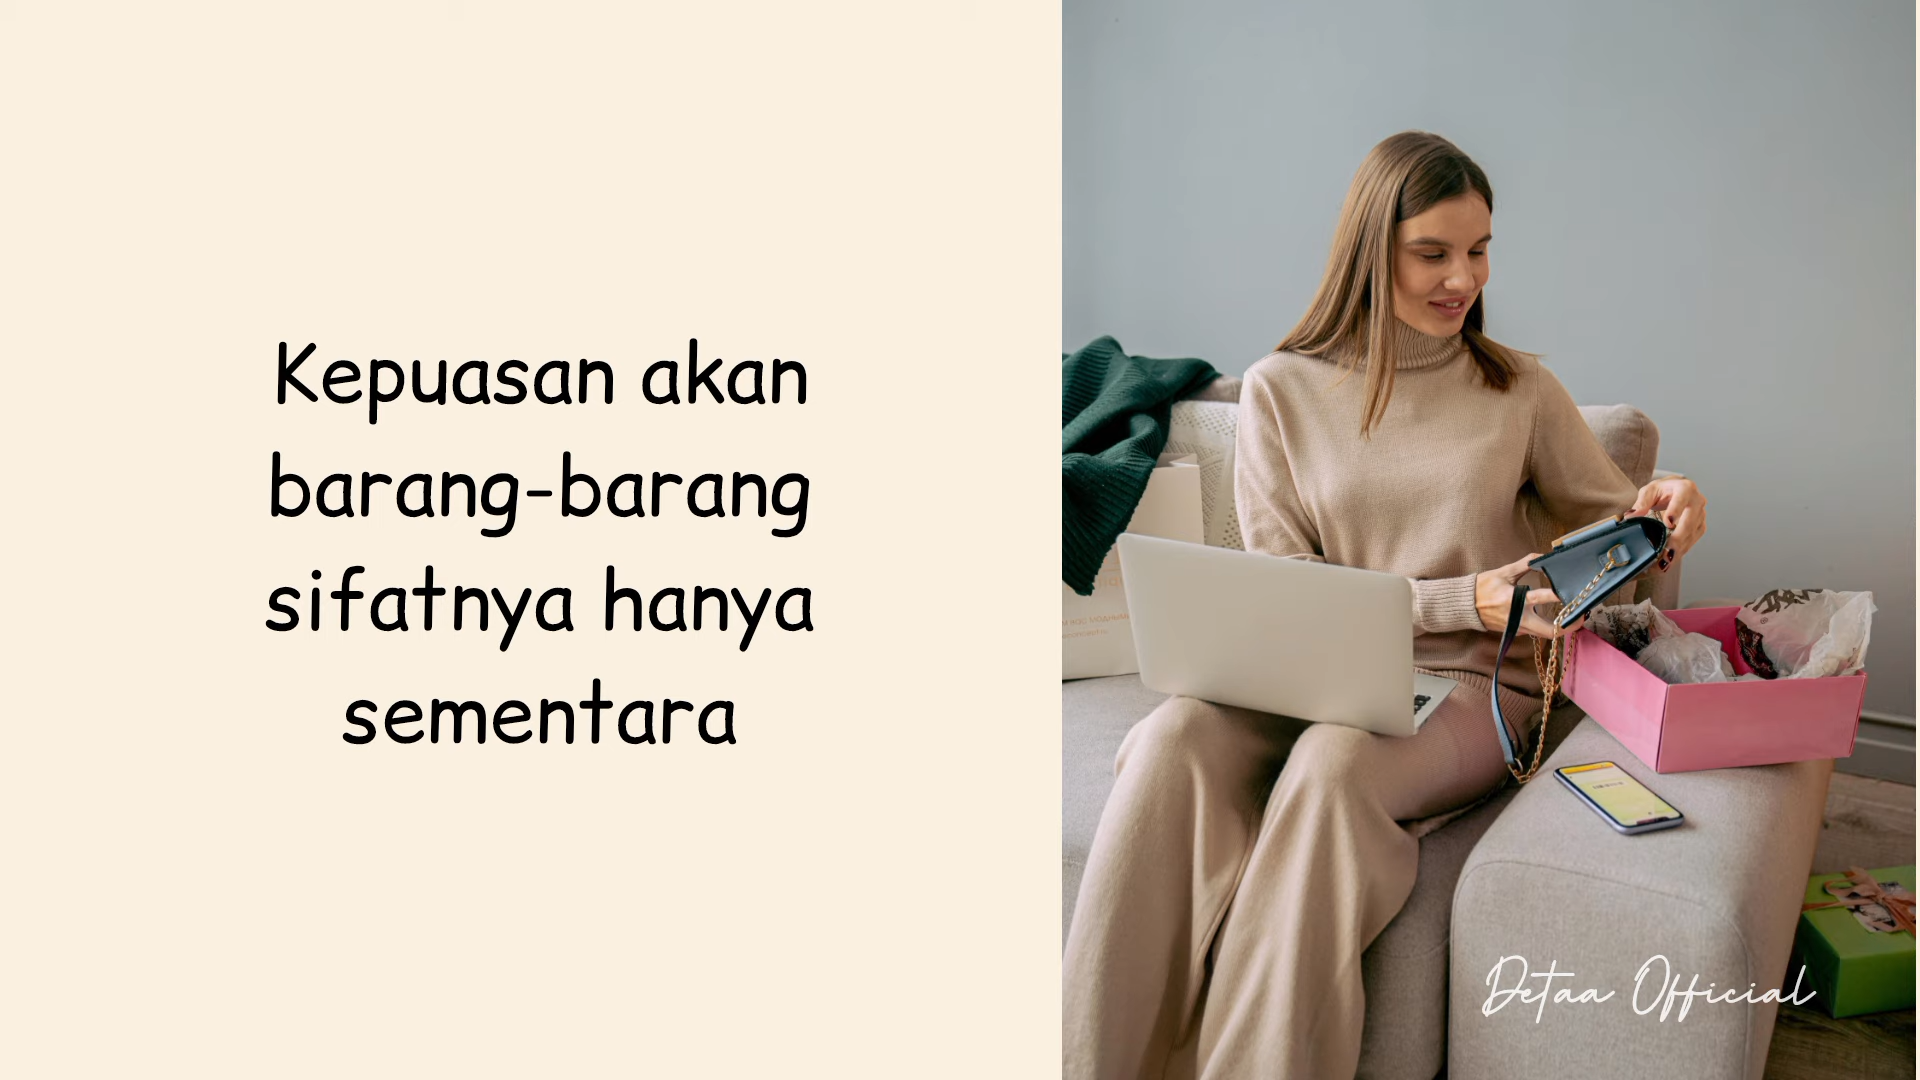 Kepuasan akan
barang-barang
sifatnya hanya
sementara
Detaa Official